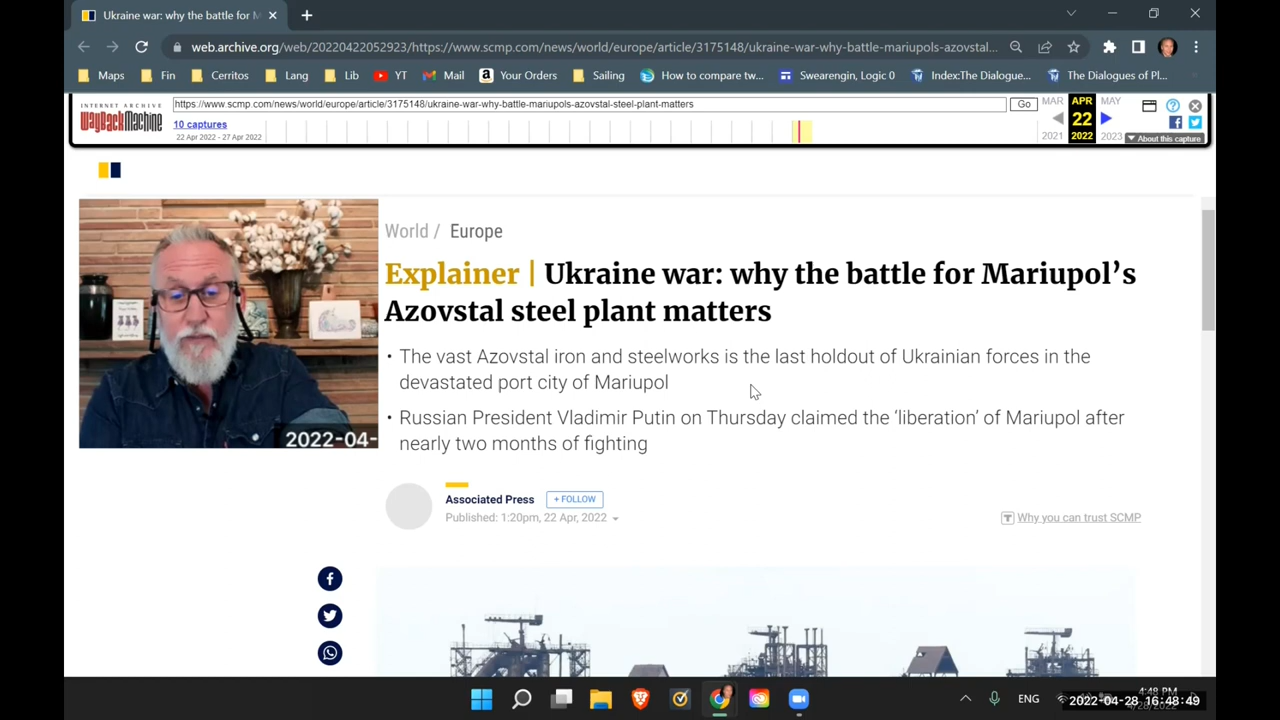 Ukraine war: why the battle for M
web.archive.org/web/20220422052923/https://www.scmp.com/news/world/europe/article/3175148/ukraine-war-why-battle-mariupols-azovstal...
Maps Fin Cerritos Lang Lib YT Mail Your Orders Sailing How to compare tw... Swearengin, Logic 0 Index:The Dialogue... The Dialogues of Pl...
INTERNET ARCHIVE
WayBackMachine
https://www.scmp.com/news/world/europe/article/3175148/ukraine-war-why-battle-mariupols-azovstal-steel-plant-matters
Go
MAR APR MAY
10 captures
22
22 Apr 2022 - 27 Apr 2022
2021 2022 2023
About this capture
World / Europe
Explainer | Ukraine war: why the battle for Mariupol’s
Azovstal steel plant matters
• The vast Azovstal iron and steelworks is the last holdout of Ukrainian forces in the
devastated port city of Mariupol
• Russian President Vladimir Putin on Thursday claimed the ‘liberation’ of Mariupol after
nearly two months of fighting
2022-04-
Associated Press + FOLLOW
Published: 1:20pm, 22 Apr, 2022
Why you can trust SCMP
ENG
4:48 PM
2022-04-28 16:48:49